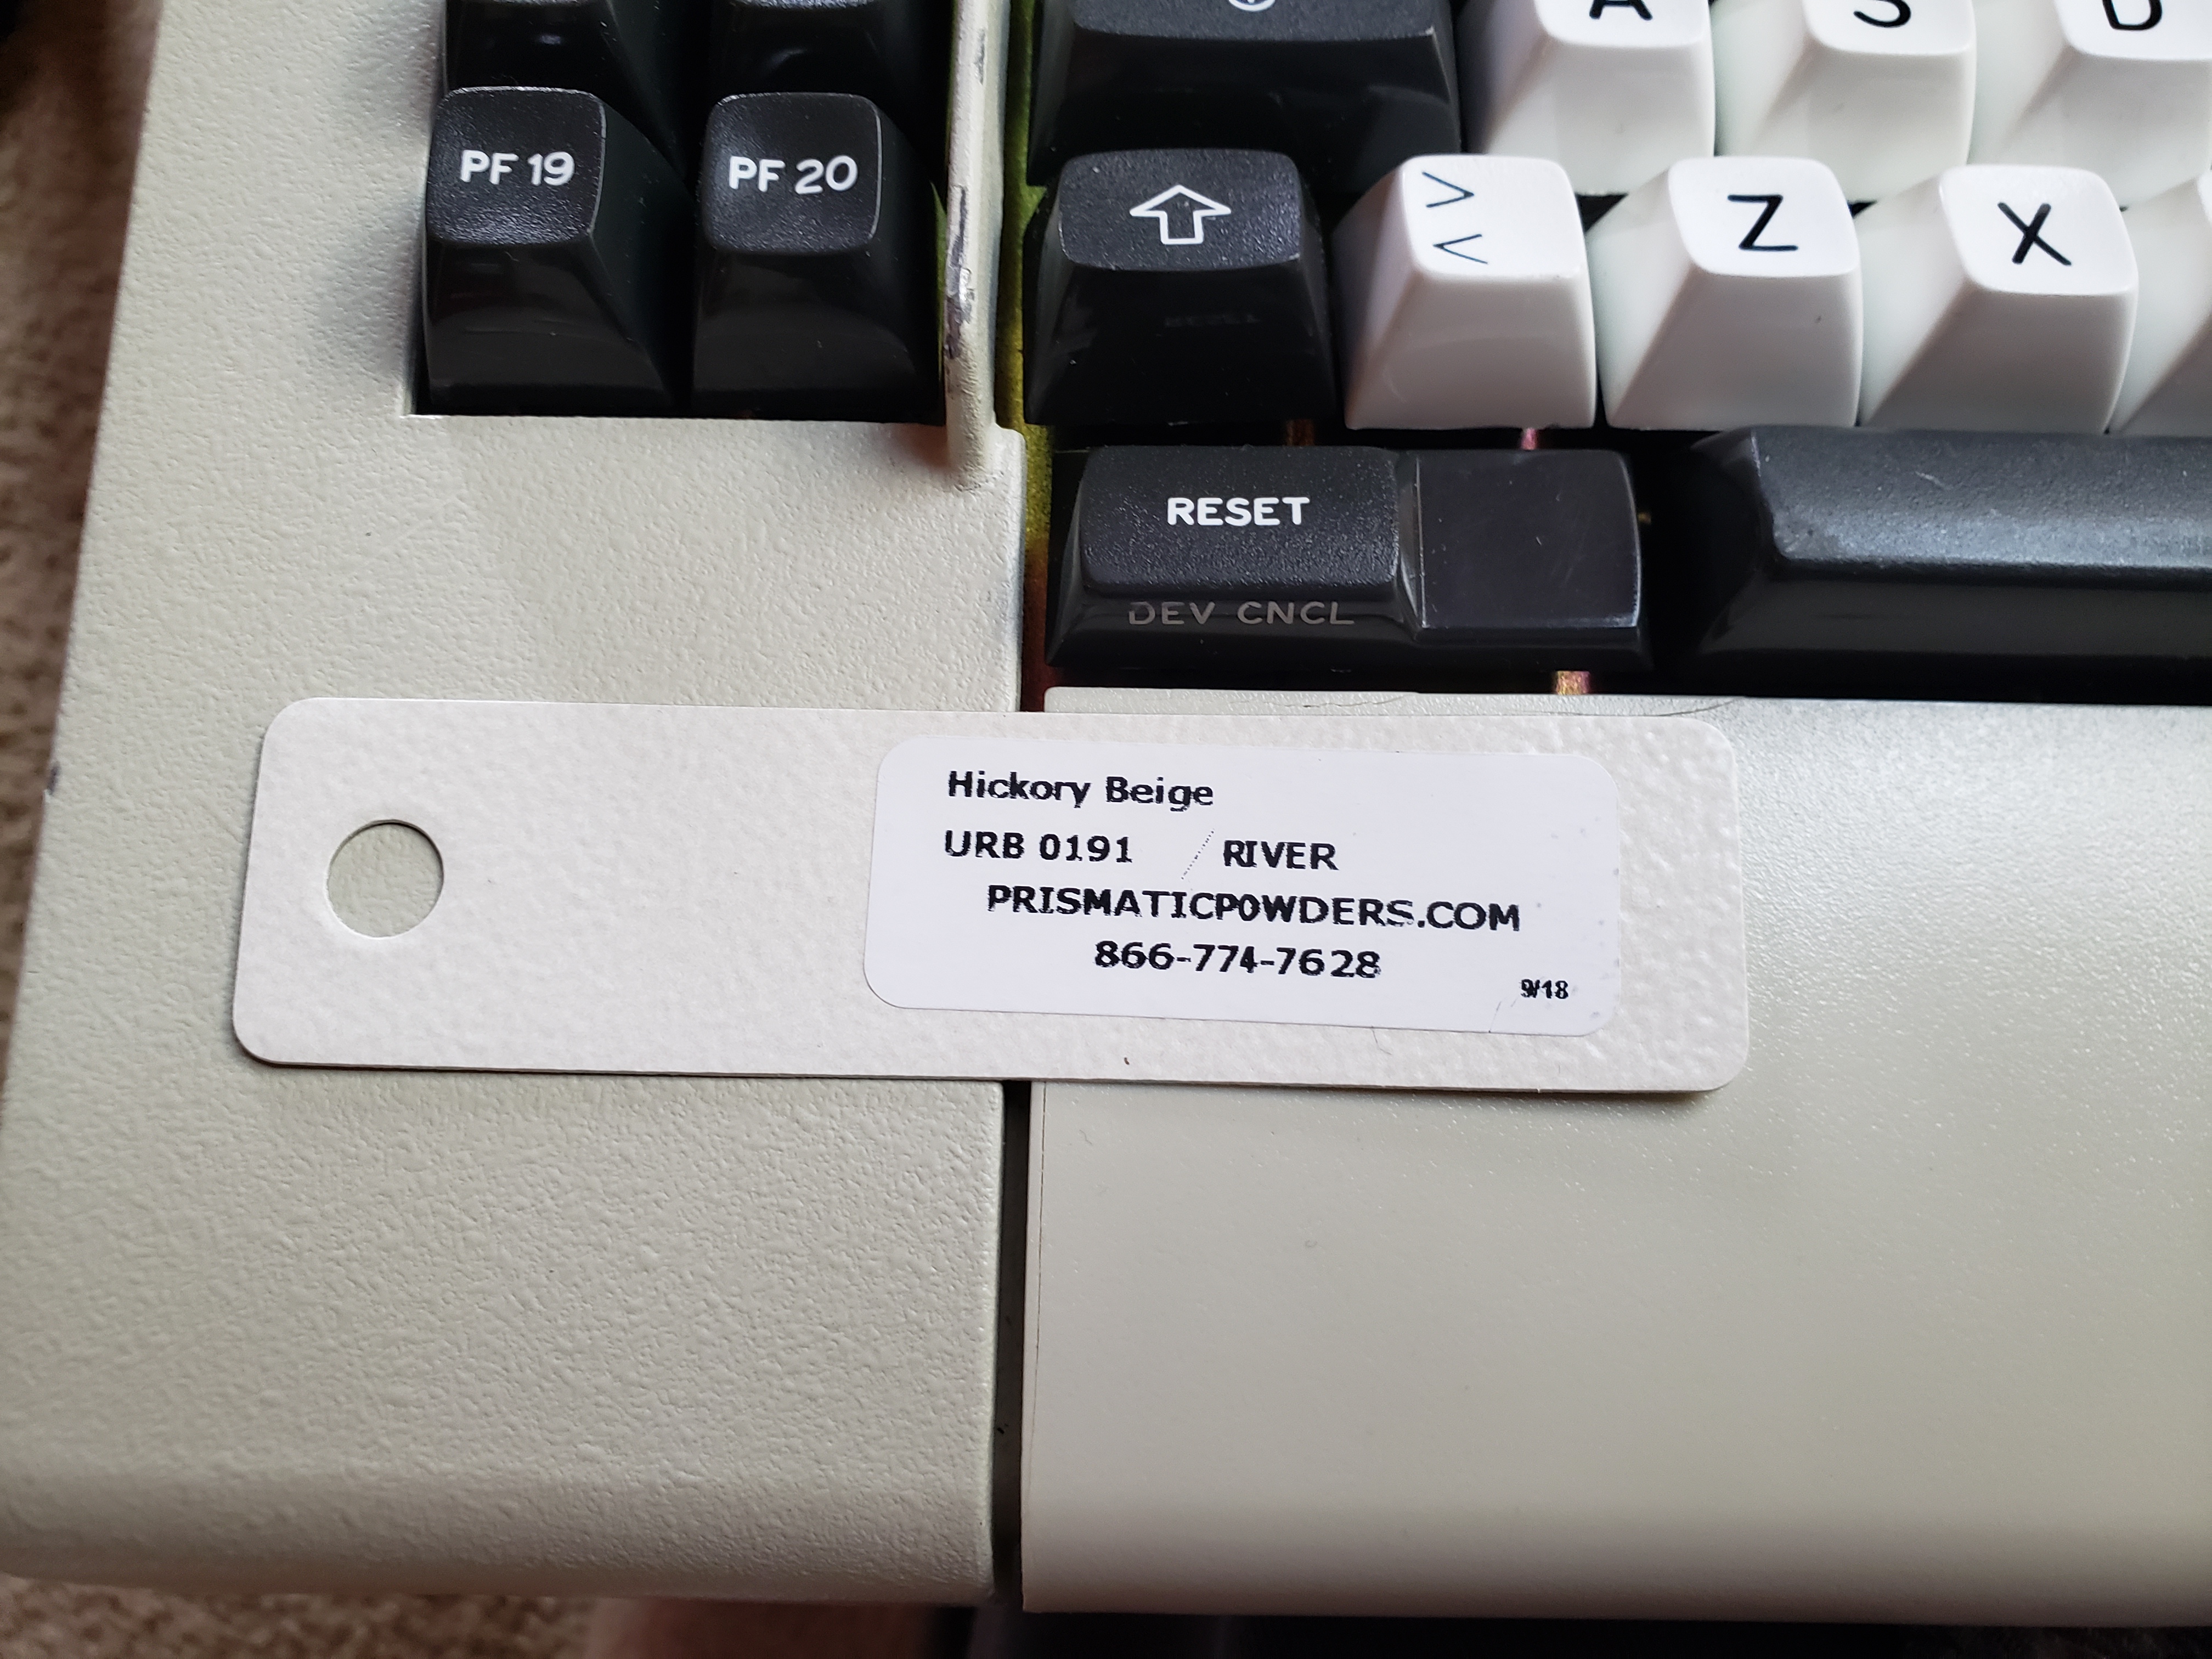 A S D
PF 19 PF 20 > < Z X
RESET
DEV CNCL
Hickory Beige
URB 0191 / RIVER
PRISMATICPOWDERS.COM
866-774-7628
9/18